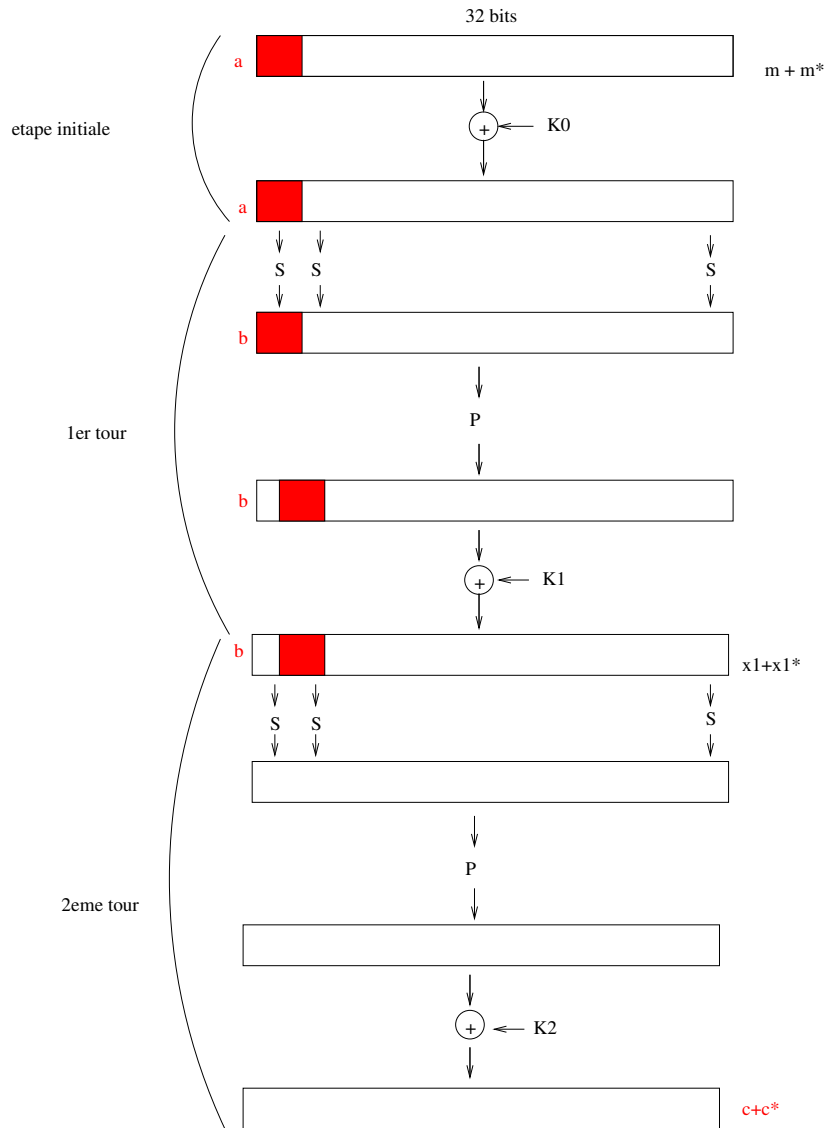 32 bits
a
m + m*
+
K0
etape initiale
a
S
S
S
b
P
1er tour
b
+
K1
b
x1+x1*
S
S
S
P
2eme tour
+
K2
c+c*